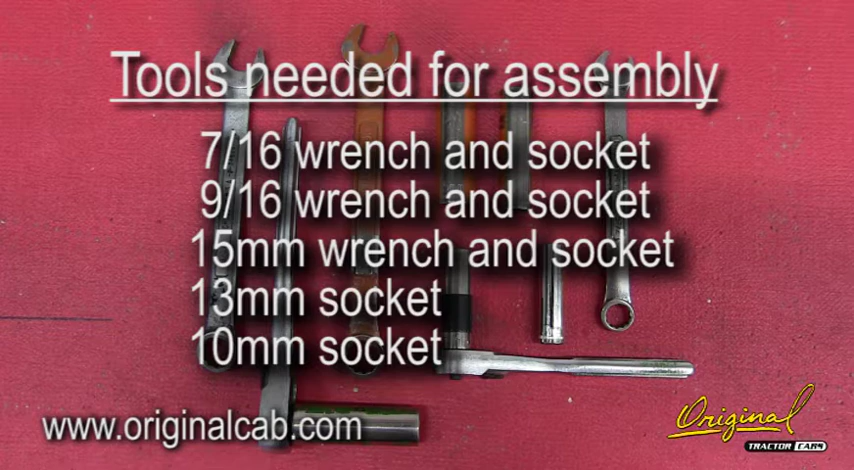 Tools needed for assembly
7/16 wrench and socket
9/16 wrench and socket
15mm wrench and socket
13mm socket
10mm socket
www.originalcab.com
Original
TRACTOR CABS